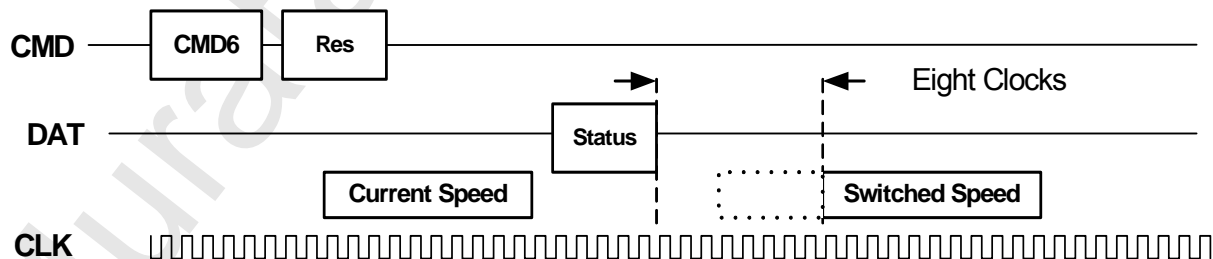 CMD CMD6 Res
Eight Clocks
DAT Status
Current Speed Switched Speed
CLK